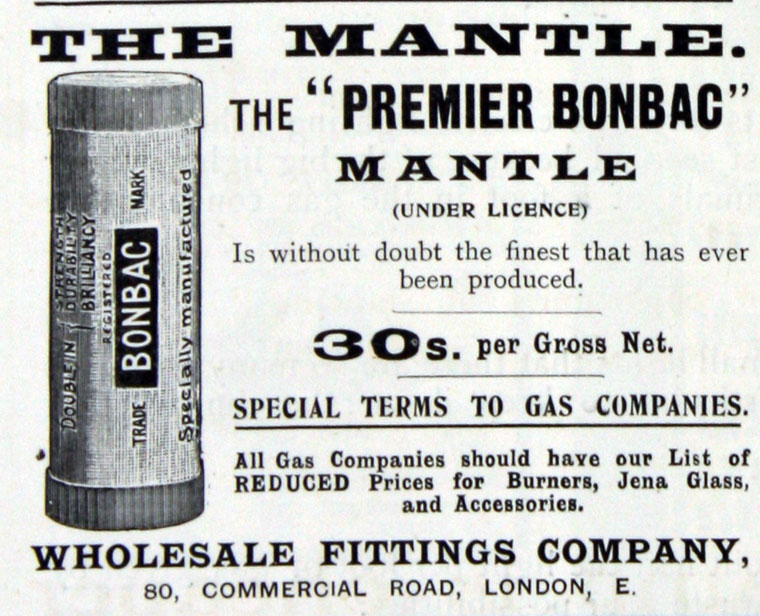 THE MANTLE.
THE "PREMIER BONBAC"
MANTLE
(UNDER LICENCE)
Is without doubt the finest that has ever
been produced.
30s. per Gross Net.
SPECIAL TERMS TO GAS COMPANIES.
All Gas Companies should have our List of
REDUCED Prices for Burners, Jena Glass,
and Accessories.
DOUBLE IN { STRENGTH
DURABILITY
BRILLIANCY
REGISTERED
TRADE BONBAC MARK
Specially manufactured
WHOLESALE FITTINGS COMPANY,
80, COMMERCIAL ROAD, LONDON, E.